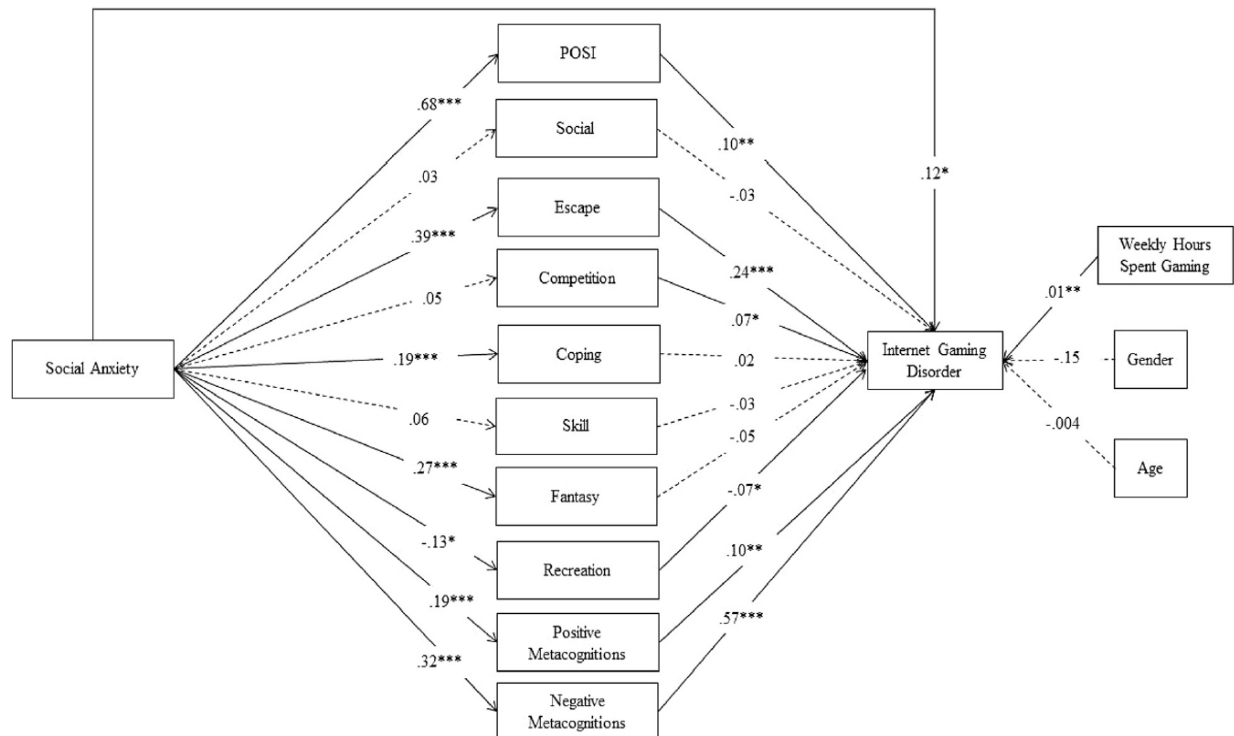 POSI
.68***
Social
.10**
.03
.12*
-.03
Escape
.39***
Weekly Hours
Spent Gaming
.24***
Competition
.05
.01**
.07*
Social Anxiety
.19***
Coping
.02
Internet Gaming
Disorder
-.15
Gender
.06
Skill
-.03
-.004
-.05
.27***
Fantasy
Age
-.07*
-.13*
Recreation
.10**
.19***
Positive
Metacognitions
.57***
.32***
Negative
Metacognitions